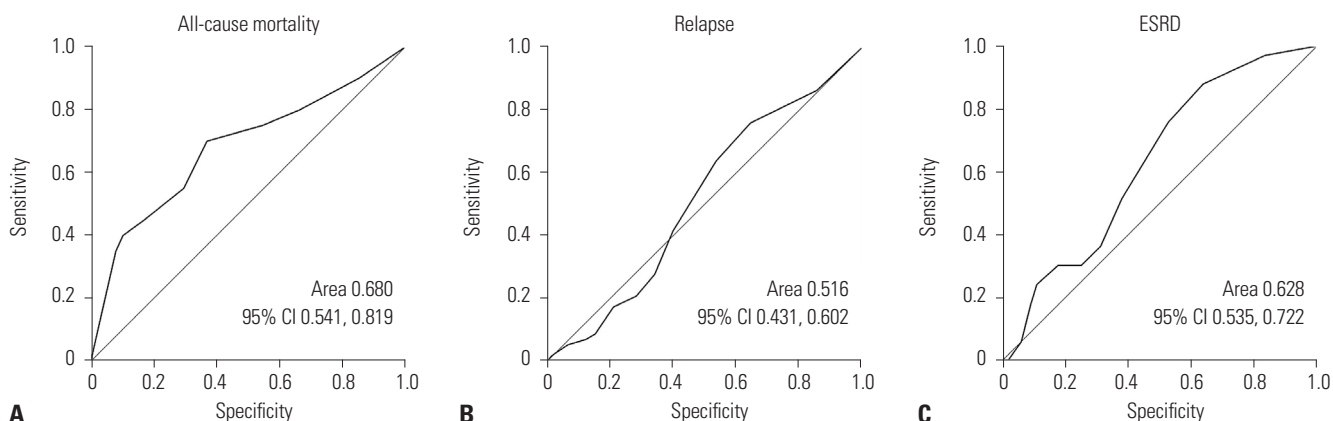 All-cause mortality
1.0
0.8
0.6
0.4
0.2
0
Sensitivity
0 0.2 0.4 0.6 0.8 1.0
Specificity
Area 0.680
95% CI 0.541, 0.819
A
Relapse
1.0
0.8
0.6
0.4
0.2
0
Sensitivity
0 0.2 0.4 0.6 0.8 1.0
Specificity
Area 0.516
95% CI 0.431, 0.602
B
ESRD
1.0
0.8
0.6
0.4
0.2
0
Sensitivity
0 0.2 0.4 0.6 0.8 1.0
Specificity
Area 0.628
95% CI 0.535, 0.722
C